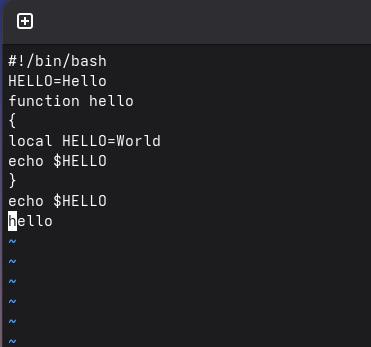 #!/bin/bash
HELLO=Hello
function hello
{
local HELLO=World
echo $HELLO
}
echo $HELLO
hello
~
~
~
~
~
~